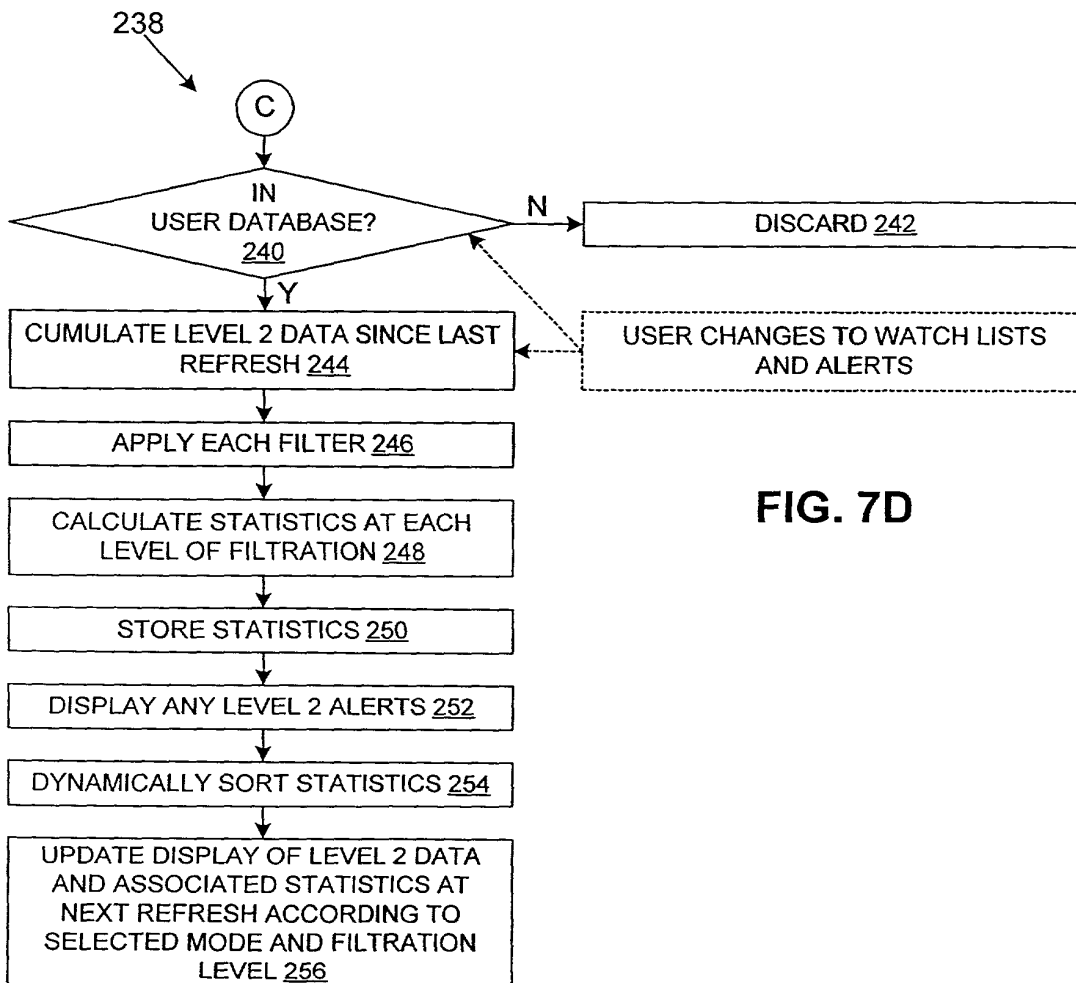 238
C
IN
USER DATABASE?
240
N
DISCARD 242
Y
CUMULATE LEVEL 2 DATA SINCE LAST
REFRESH 244
USER CHANGES TO WATCH LISTS
AND ALERTS
APPLY EACH FILTER 246
CALCULATE STATISTICS AT EACH
LEVEL OF FILTRATION 248
FIG. 7D
STORE STATISTICS 250
DISPLAY ANY LEVEL 2 ALERTS 252
DYNAMICALLY SORT STATISTICS 254
UPDATE DISPLAY OF LEVEL 2 DATA
AND ASSOCIATED STATISTICS AT
NEXT REFRESH ACCORDING TO
SELECTED MODE AND FILTRATION
LEVEL 256